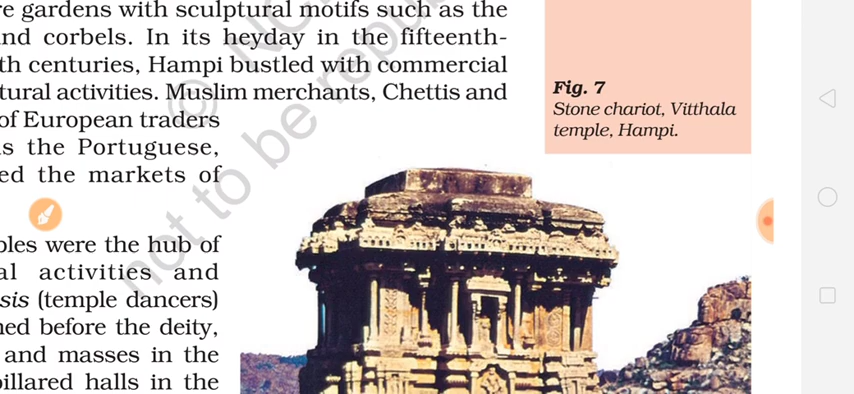 re gardens with sculptural motifs such as the
nd corbels. In its heyday in the fifteenth-
th centuries, Hampi bustled with commercial
tural activities. Muslim merchants, Chettis and
of European traders
s the Portuguese,
ed the markets of
ples were the hub of
al activities and
sis (temple dancers)
ned before the deity,
and masses in the
pillared halls in the
Fig. 7
Stone chariot, Vitthala
temple, Hampi.
© NC
not to be repu